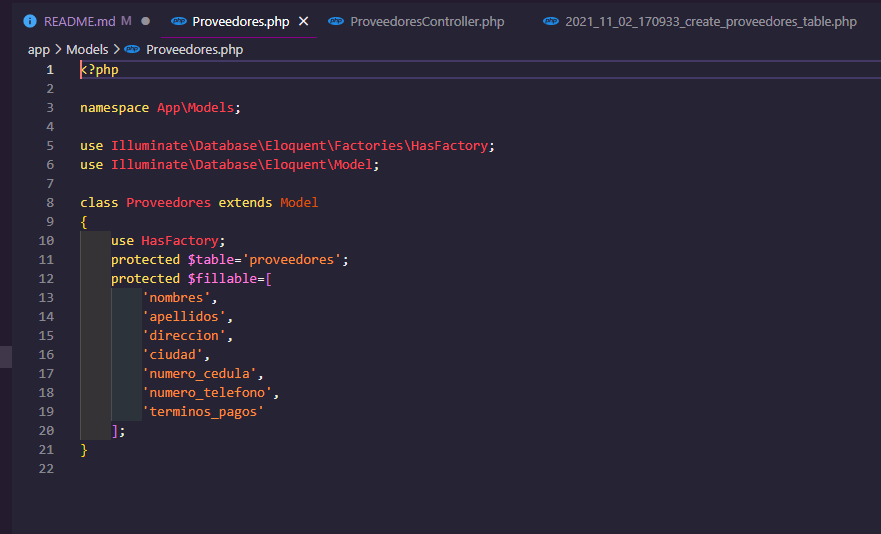 README.md M
Proveedores.php
ProveedoresController.php
2021_11_02_170933_create_proveedores_table.php
app > Models > Proveedores.php
1 <?php
2
3 namespace App\Models;
4
5 use Illuminate\Database\Eloquent\Factories\HasFactory;
6 use Illuminate\Database\Eloquent\Model;
7
8 class Proveedores extends Model
9 {
10 use HasFactory;
11 protected $table='proveedores';
12 protected $fillable=[
13 'nombres',
14 'apellidos',
15 'direccion',
16 'ciudad',
17 'numero_cedula',
18 'numero_telefono',
19 'terminos_pagos'
20 ];
21 }
22